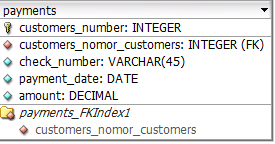 payments
customers_number: INTEGER
customers_nomor_customers: INTEGER (FK)
check_number: VARCHAR(45)
payment_date: DATE
amount: DECIMAL
payments_FKIndex1
customers_nomor_customers